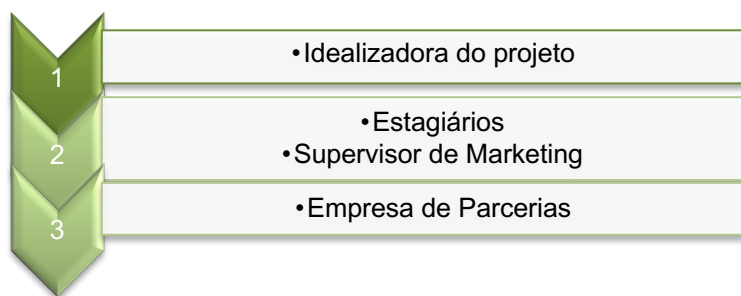 1
•Idealizadora do projeto
2
•Estagiários
•Supervisor de Marketing
3
•Empresa de Parcerias